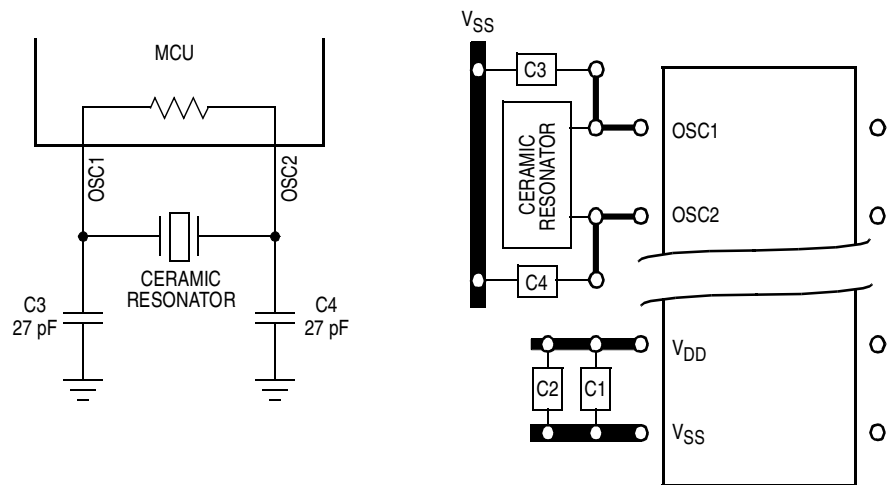 MCU
OSC1
OSC2
CERAMIC
RESONATOR
C3
27 pF
C4
27 pF
VSS
C3
OSC1
CERAMIC
RESONATOR
OSC2
C4
VDD
C2
C1
VSS